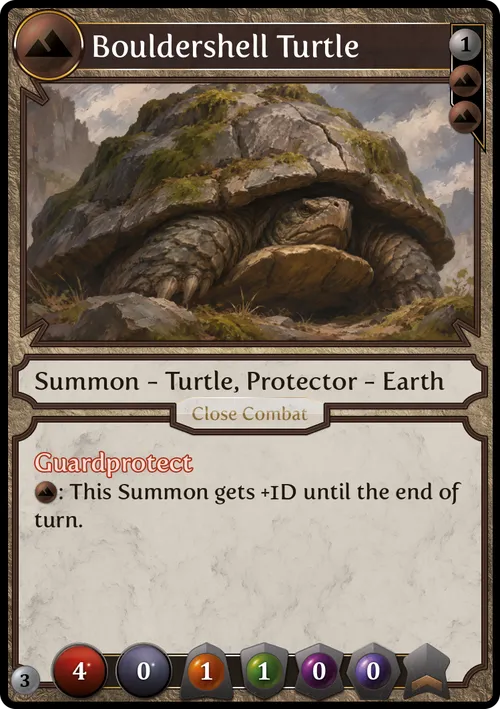 Bouldershell Turtle
1
Summon – Turtle, Protector – Earth
Close Combat
Guardprotect
: This Summon gets +1D until the end of
turn.
3
4*
0*
1
1
0
0